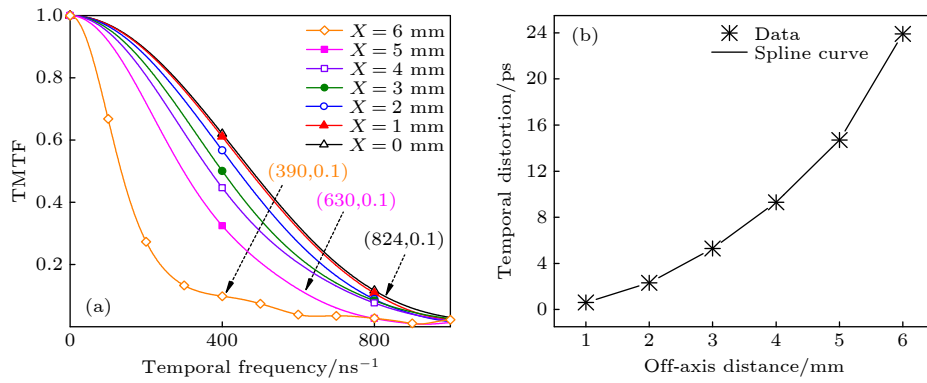 1.0
0.8
0.6
0.4
0.2
TMTF
X = 6 mm
X = 5 mm
X = 4 mm
X = 3 mm
X = 2 mm
X = 1 mm
X = 0 mm
(390,0.1)
(630,0.1)
(824,0.1)
(a)
0
400
800
Temporal frequency/ns⁻¹
(b)
Data
Spline curve
24
20
16
12
8
4
0
Temporal distortion/ps
1
2
3
4
5
6
Off-axis distance/mm